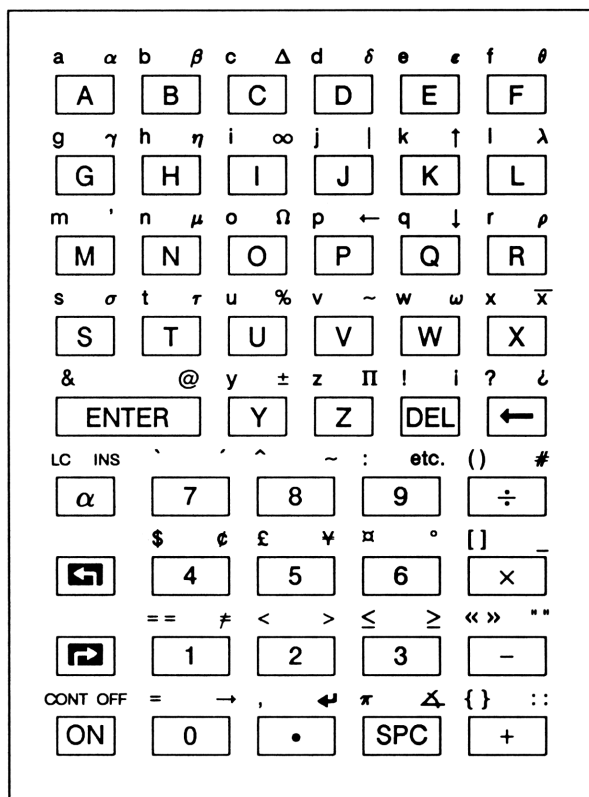 a α b β c Δ d δ e ε f θ
A B C D E F
g γ h η i ∞ j | k ↑ l λ
G H I J K L
m ' n μ o Ω p ← q ↓ r ρ
M N O P Q R
s σ t τ u % v ~ w ω x x̅
S T U V W X
& @ y ± z Π ! ¡ ? ¿
ENTER Y Z DEL ←
LC INS ` ´ ^ ~ : etc. () #
α 7 8 9 ÷
$ ¢ £ ¥ ¤ ° [] _
↰ 4 5 6 ×
== ≠ < > ≤ ≥ « » " "
↱ 1 2 3 −
CONT OFF = → , ↵ π ∡ { } : :
ON 0 • SPC +